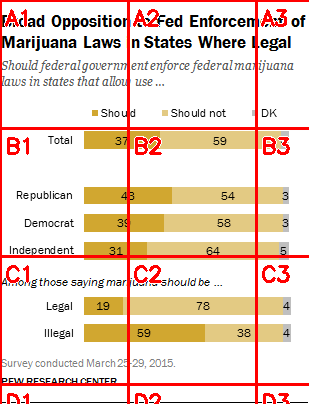 A1 A2 A3
Broad Opposition to Fed Enforcement of
Marijuana Laws in States Where Legal
Should federal government enforce federal marijuana
laws in states that allow use ...
Should Should not DK
B1 B2 B3
Total 37 59
Republican 43 54 3
Democrat 39 58 3
Independent 31 64 5
C1 C2 C3
Among those saying marijuana should be ...
Legal 19 78 4
Illegal 59 38 4
Survey conducted March 25-29, 2015.
PEW RESEARCH CENTER
D1 D2 D3